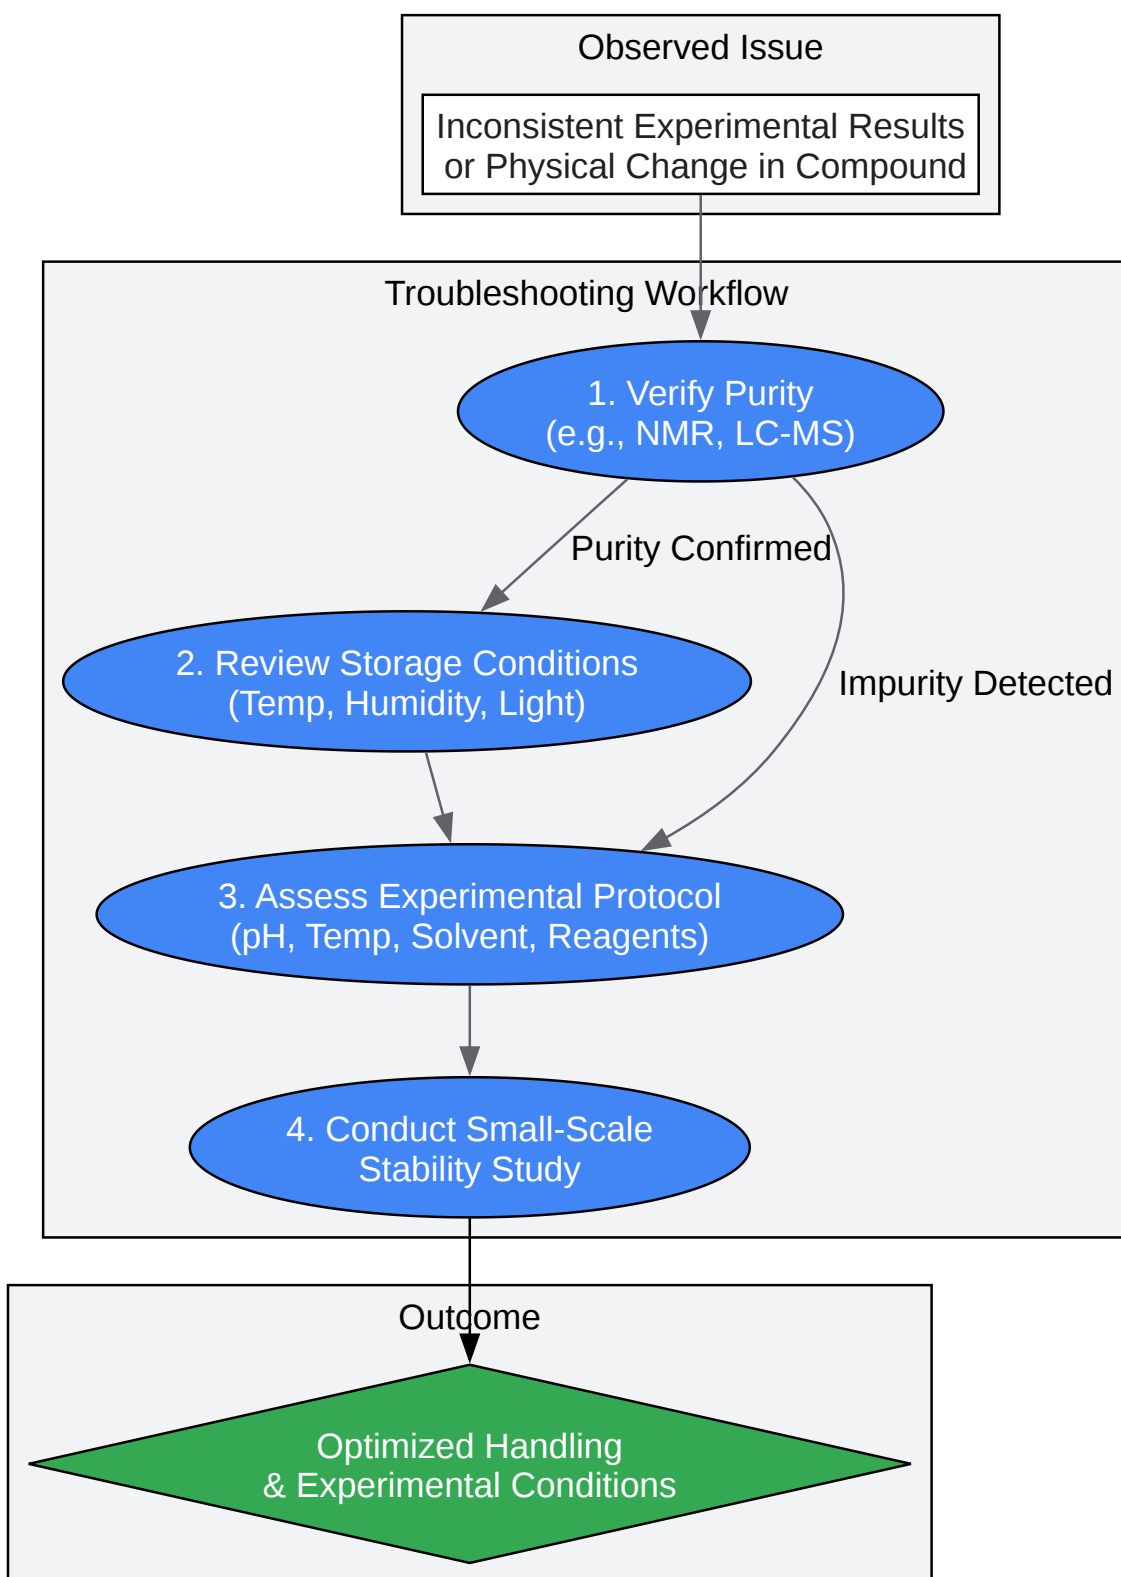 Observed Issue
Inconsistent Experimental Results
or Physical Change in Compound
Troubleshooting Workflow
1. Verify Purity
(e.g., NMR, LC-MS)
Purity Confirmed
2. Review Storage Conditions
(Temp, Humidity, Light)
Impurity Detected
3. Assess Experimental Protocol
(pH, Temp, Solvent, Reagents)
4. Conduct Small-Scale
Stability Study
Outcome
Optimized Handling
& Experimental Conditions